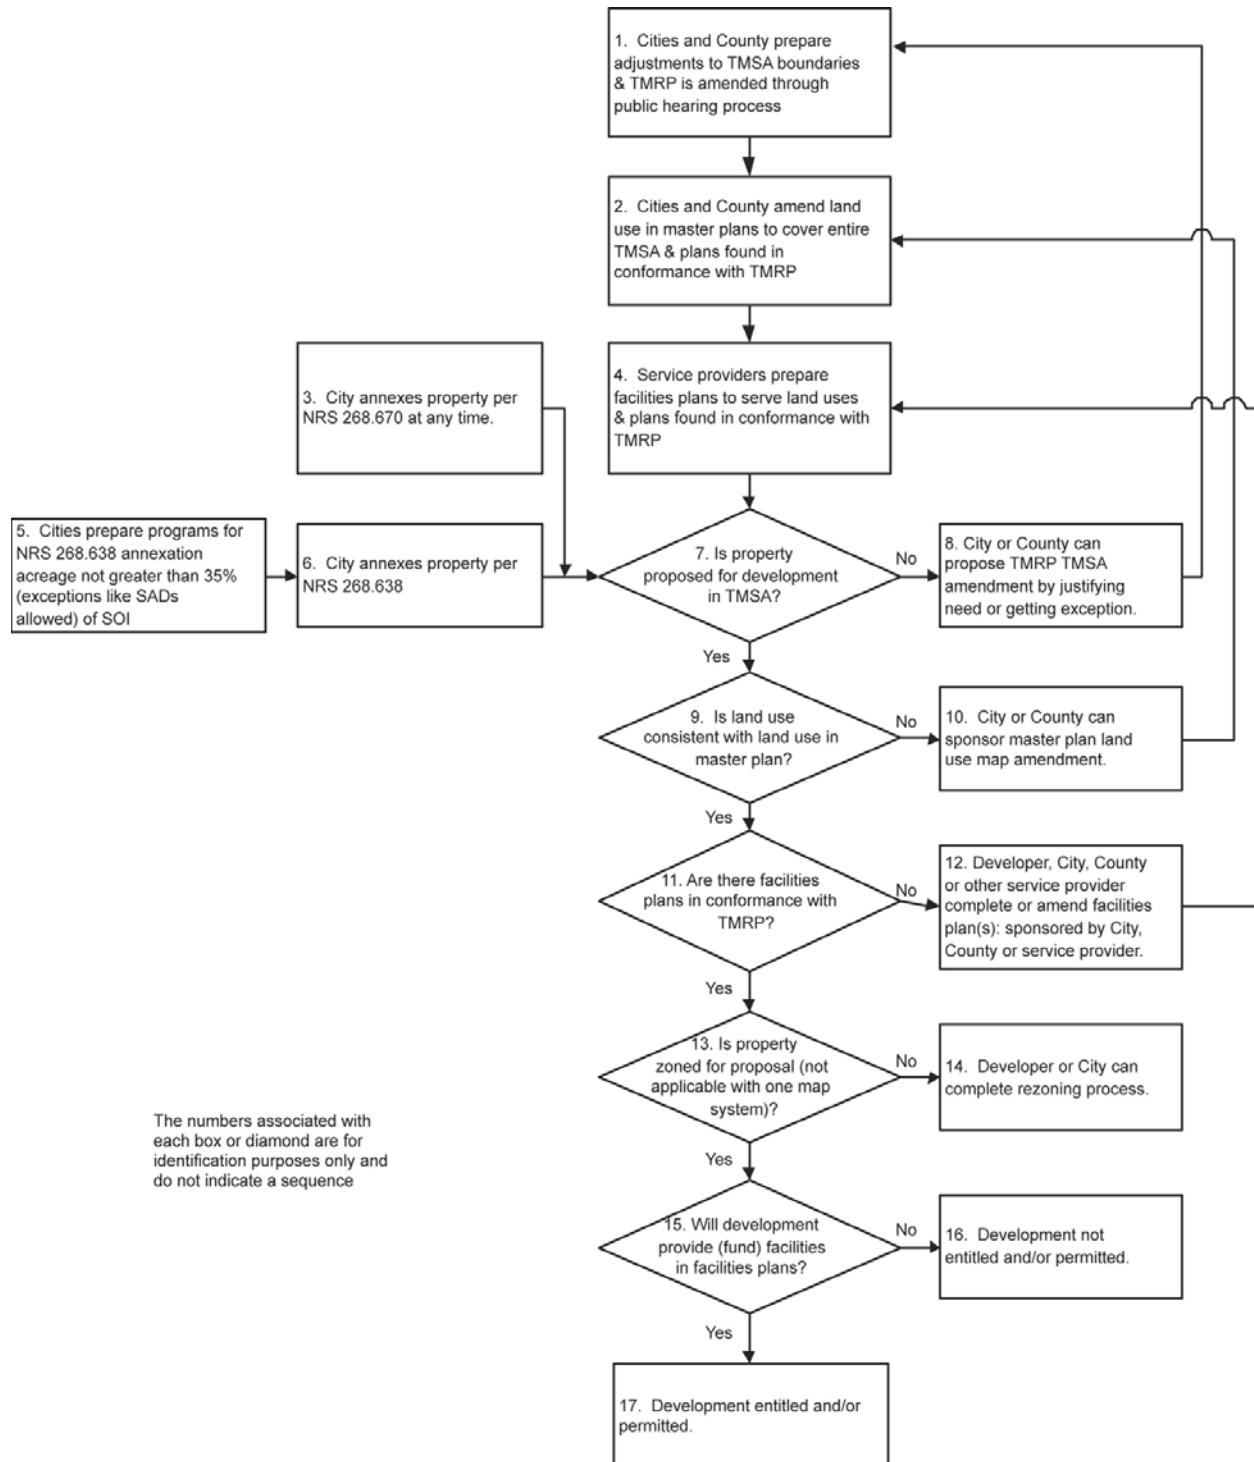 1.  Cities and County prepare
adjustments to TMSA boundaries
& TMRP is amended through
public hearing process
2.  Cities and County amend land
use in master plans to cover entire
TMSA & plans found in
conformance with TMRP
3.  City annexes property per
NRS 268.670 at any time.
4.  Service providers prepare
facilities plans to serve land uses
& plans found in conformance with
TMRP
5.  Cities prepare programs for
NRS 268.638 annexation
acreage not greater than 35%
(exceptions like SADs
allowed) of SOI
6.  City annexes property per
NRS 268.638
7. Is property
proposed for development
in TMSA?
No
8. City or County can
propose TMRP TMSA
amendment by justifying
need or getting exception.
Yes
9.  Is land use
consistent with land use in
master plan?
No
10.  City or County can
sponsor master plan land
use map amendment.
Yes
11. Are there facilities
plans in conformance with
TMRP?
No
12. Developer, City, County
or other service provider
complete or amend facilities
plan(s): sponsored by City,
County or service provider.
Yes
13. Is property
zoned for proposal (not
applicable with one map
system)?
No
14.  Developer or City can
complete rezoning process.
The numbers associated with
each box or diamond are for
identification purposes only and
do not indicate a sequence
Yes
15. Will development
provide (fund) facilities
in facilities plans?
No
16.  Development not
entitled and/or permitted.
Yes
17.  Development entitled and/or
permitted.